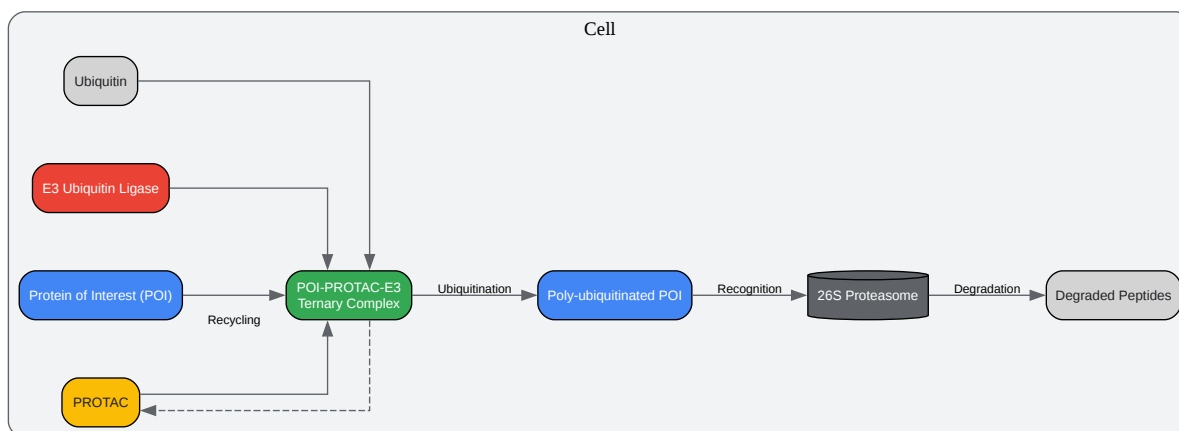 Cell
Ubiquitin
E3 Ubiquitin Ligase
Protein of Interest (POI)
POI-PROTAC-E3
Ternary Complex
Ubiquitination
Poly-ubiquitinated POI
Recognition
26S Proteasome
Degradation
Degraded Peptides
Recycling
PROTAC